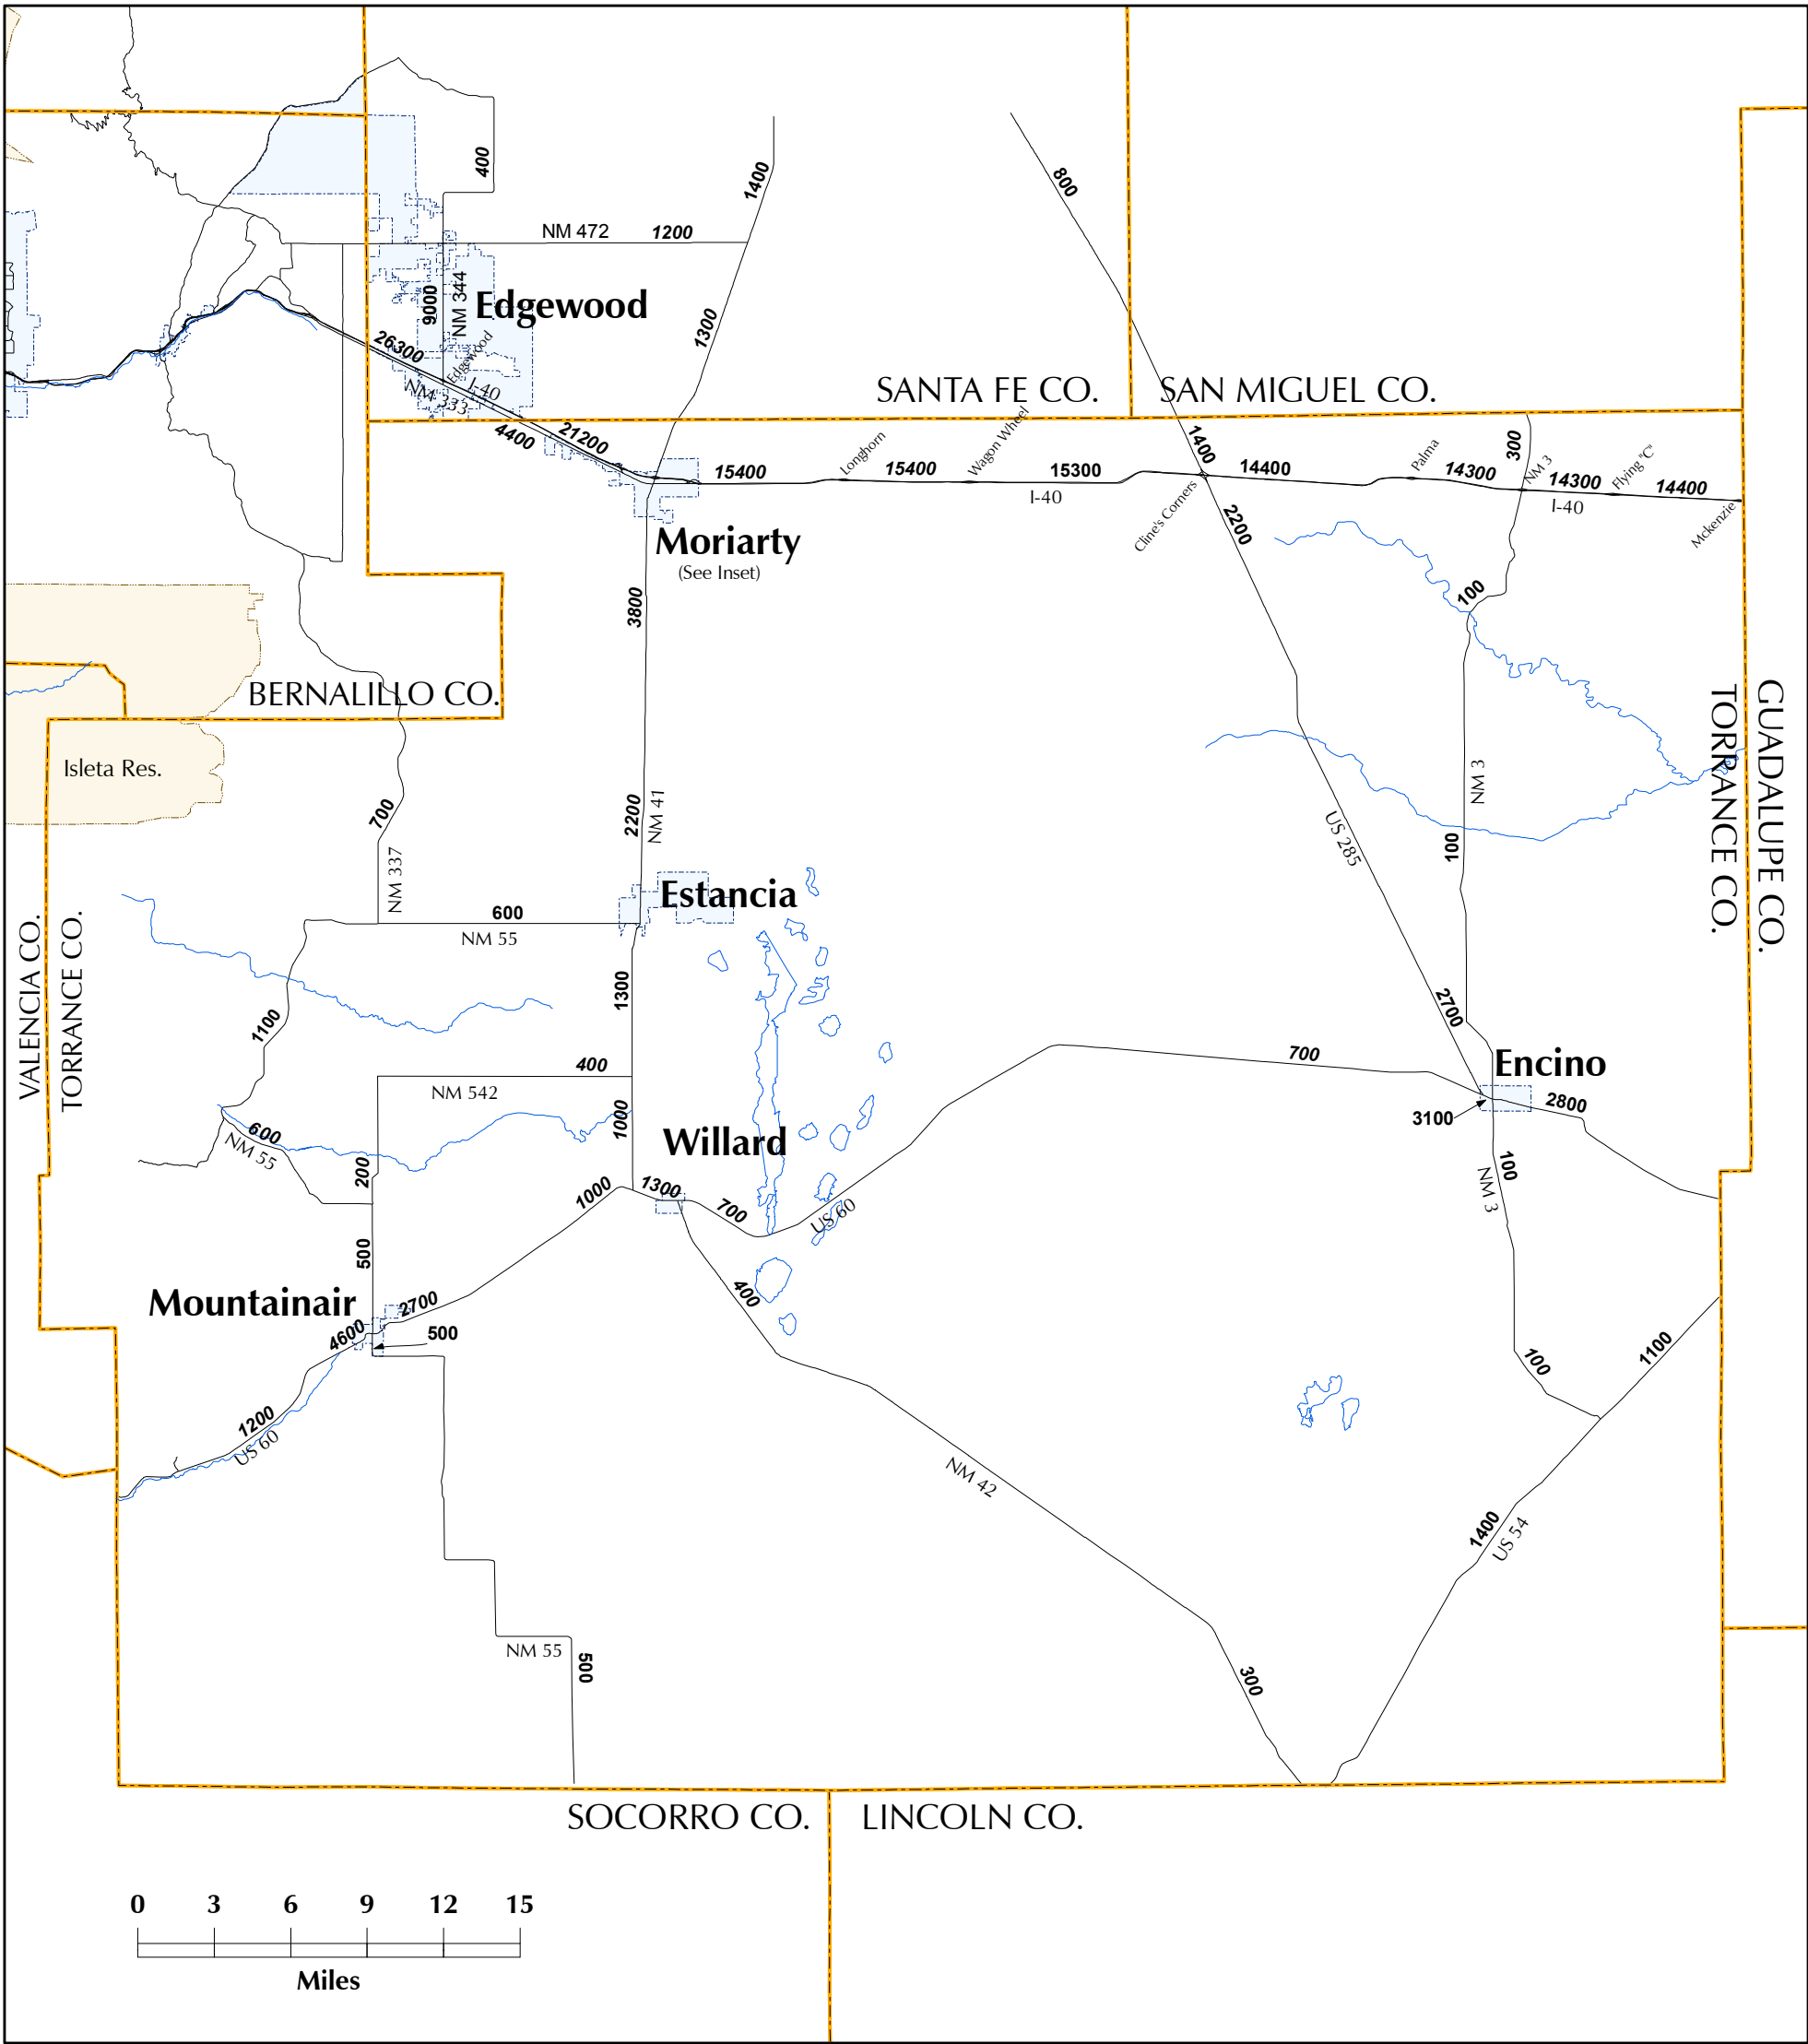 400
1400
800
NM 472 1200
9000
NM 344
Edgewood
1300
26300
Edgewood
I-40
NM 333
SANTA FE CO.
SAN MIGUEL CO.
4400
21200
15400
Longhorn
15400
Wagon Wheel
15300
I-40
1400
14400
Cline's Corners
Palma
14300
300
NM 3
14300
I-40
Flying "C"
14400
Mckenzie
Moriarty
(See Inset)
2200
3800
100
BERNALILLO CO.
Isleta Res.
GUADALUPE CO.
TORRANCE CO.
700
NM 337
2200
NM 41
US 285
NM 3
100
Estancia
600
NM 55
VALENCIA CO.
TORRANCE CO.
1300
1100
2700
400
NM 542
700
Encino
3100
2800
1000
Willard
600
NM 55
200
1000
1300
700
US 60
100
NM 3
500
400
Mountainair
2700
4600
500
1200
US 60
100
1100
NM 42
1400
US 54
NM 55
500
300
SOCORRO CO.
LINCOLN CO.
0 3 6 9 12 15
Miles